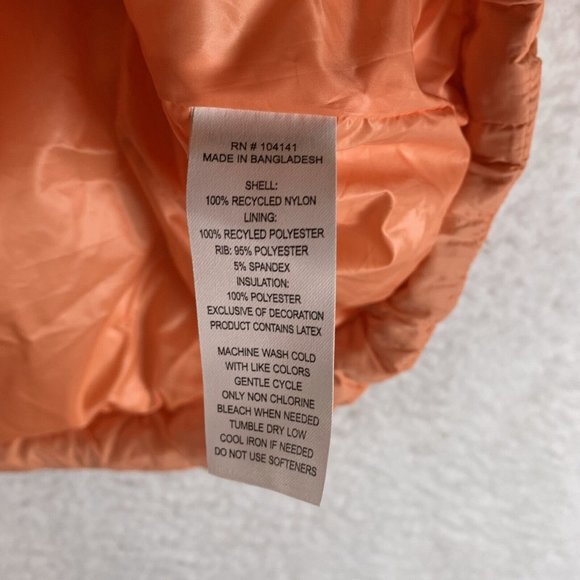 RN # 104141
MADE IN BANGLADESH
SHELL:
100% RECYCLED NYLON
LINING:
100% RECYLED POLYESTER
RIB: 95% POLYESTER
5% SPANDEX
INSULATION:
100% POLYESTER
EXCLUSIVE OF DECORATION
PRODUCT CONTAINS LATEX
MACHINE WASH COLD
WITH LIKE COLORS
GENTLE CYCLE
ONLY NON CHLORINE
BLEACH WHEN NEEDED
TUMBLE DRY LOW
COOL IRON IF NEEDED
DO NOT USE SOFTENERS